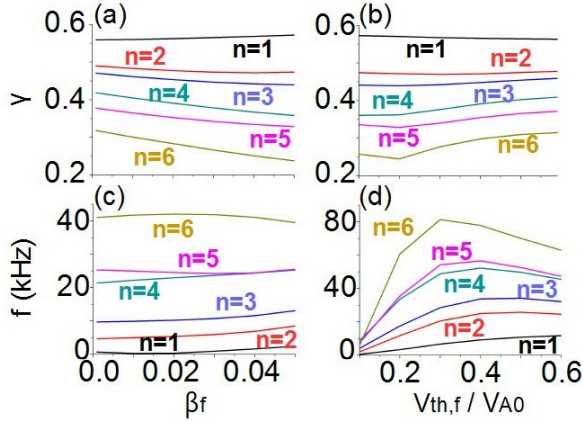 0.6 (a) (b)
n=1 n=1
n=2 n=2
γ 0.4 n=4 n=3 n=4 n=3
n=5 n=5
n=6 n=6
0.2
(c) (d)
40 80
n=6 n=6
n=5 n=5
f (kHz) 20 n=4 40 n=4
n=3 n=3
n=1 n=2 n=2
n=1
0 0
0.0 0.02 0.04 0.2 0.4 0.6
βf Vth,f / VA0